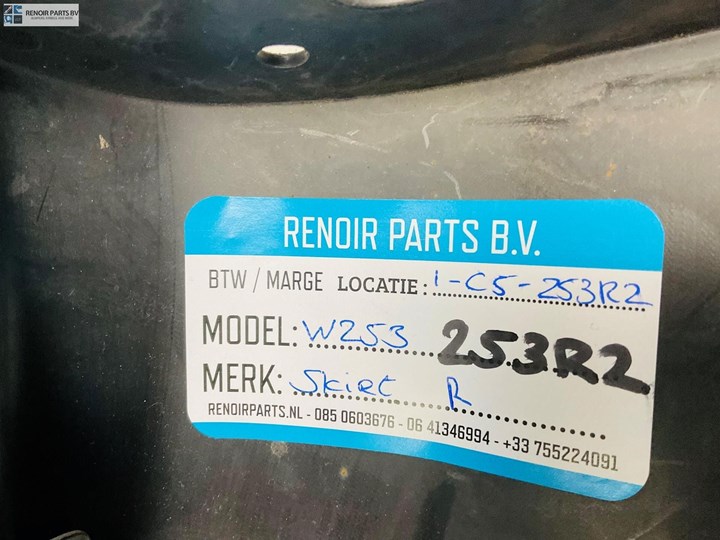 RENOIR PARTS BV
RENOIR PARTS B.V.
BTW / MARGE LOCATIE: 1-C5-253R2
MODEL: W253 253R2
MERK: Skirt R
RENOIRPARTS.NL - 085 0603676 - 06 41346994 - +33 755224091